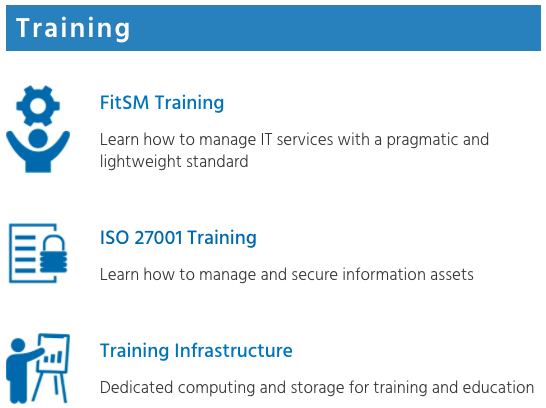 Training
FitSM Training
Learn how to manage IT services with a pragmatic and
lightweight standard
ISO 27001 Training
Learn how to manage and secure information assets
Training Infrastructure
Dedicated computing and storage for training and education